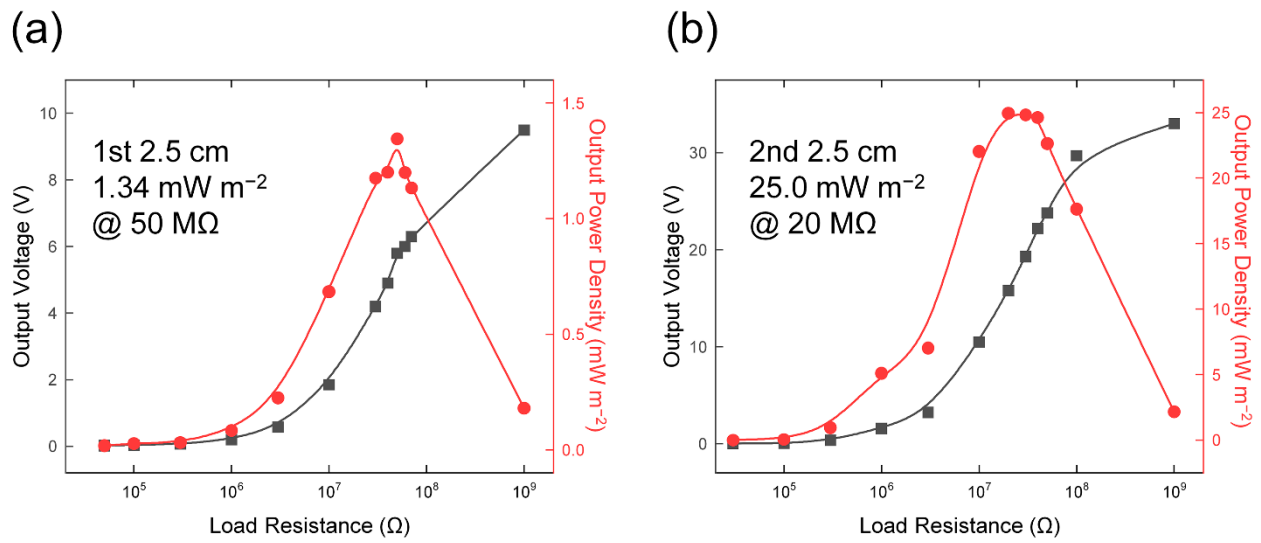 (a)
1st 2.5 cm
1.34 mW m⁻²
@ 50 MΩ
Output Voltage (V)
10
8
6
4
2
0
Output Power Density (mW m⁻²)
1.5
1.0
0.5
0.0
10⁵ 10⁶ 10⁷ 10⁸ 10⁹
Load Resistance (Ω)
(b)
2nd 2.5 cm
25.0 mW m⁻²
@ 20 MΩ
Output Voltage (V)
30
20
10
0
Output Power Density (mW m⁻²)
25
20
15
10
5
0
10⁵ 10⁶ 10⁷ 10⁸ 10⁹
Load Resistance (Ω)